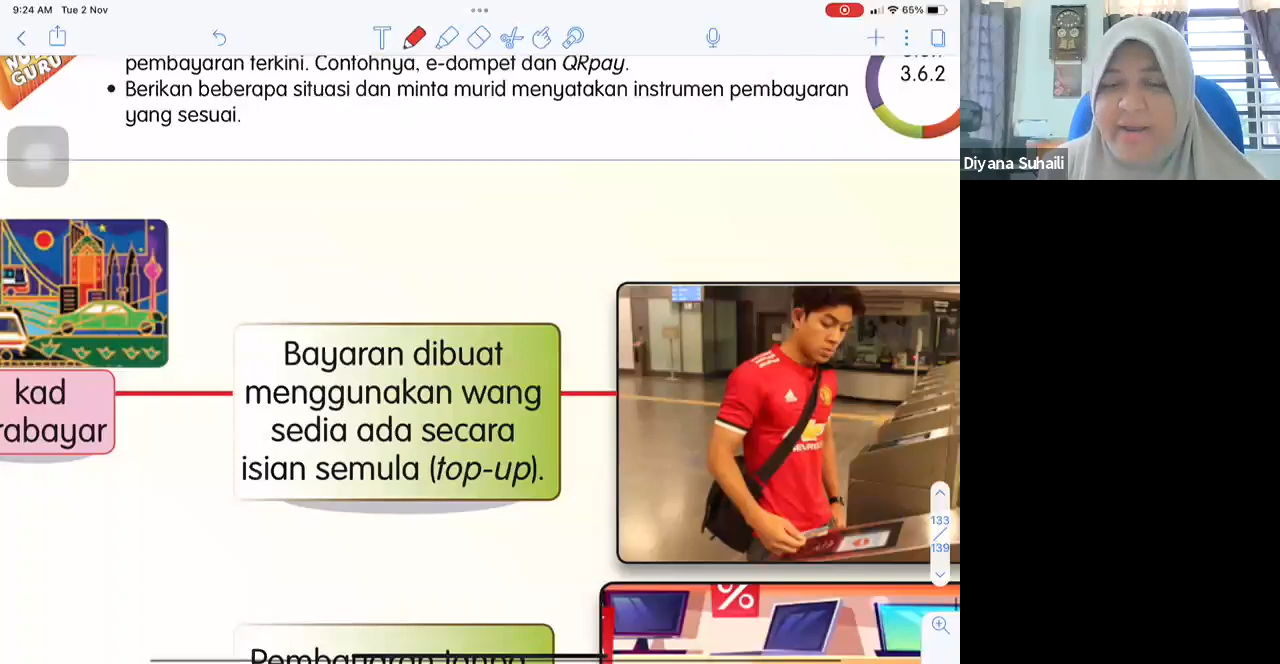 9:24 AM Tue 2 Nov
65%
NOTA
GURU
pembayaran terkini. Contohnya, e-dompet dan QRpay.
• Berikan beberapa situasi dan minta murid menyatakan instrumen pembayaran
yang sesuai.
3.6.2
Diyana Suhaili
kad
rabayar
Bayaran dibuat
menggunakan wang
sedia ada secara
isian semula (top-up).
133
139
%